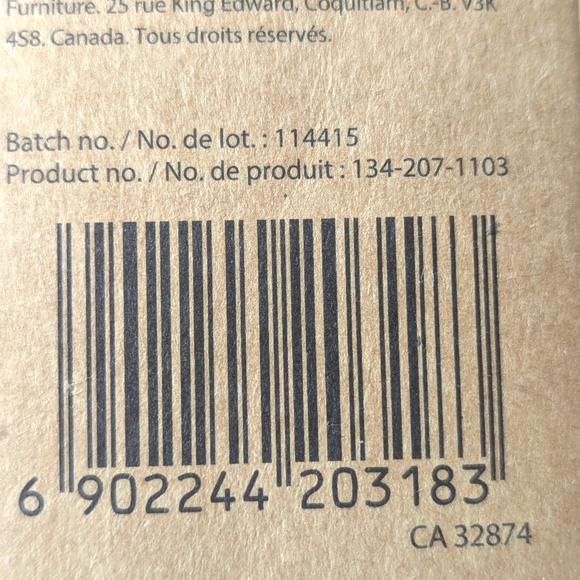 Furniture. 25 rue King Edward, Coquitlam, C.-B. V3K
4S8. Canada. Tous droits réservés.
Batch no. / No. de lot. : 114415
Product no. / No. de produit : 134-207-1103
6 902244 203183
CA 32874